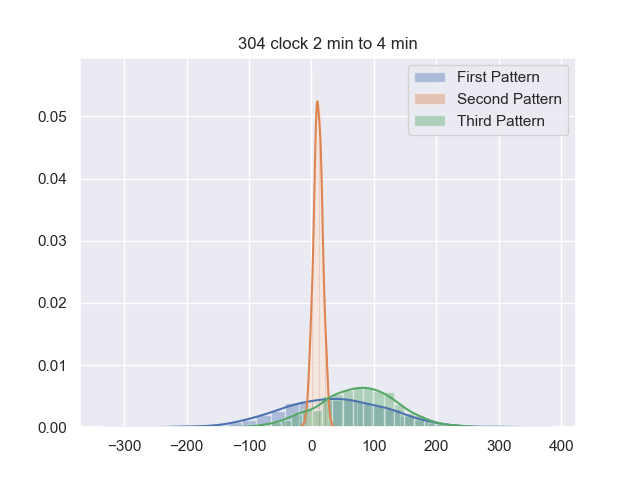 304 clock 2 min to 4 min
First Pattern
Second Pattern
Third Pattern
0.05
0.04
0.03
0.02
0.01
0.00
−300 −200 −100 0 100 200 300 400